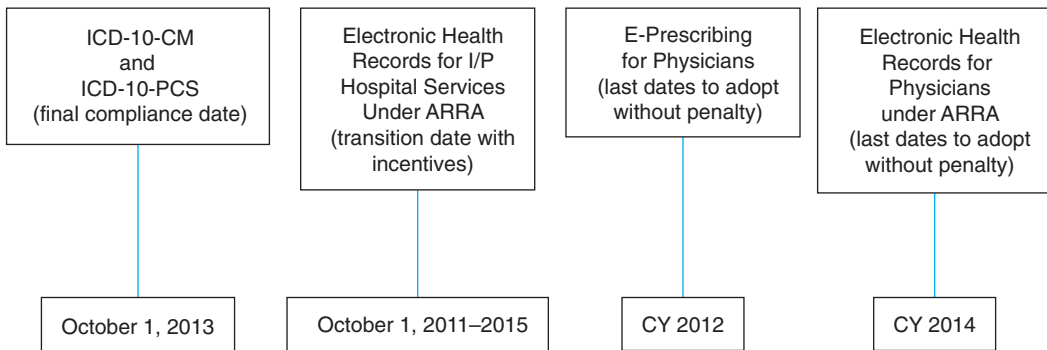 ICD-10-CM
and
ICD-10-PCS
(final compliance date)
Electronic Health
Records for I/P
Hospital Services
Under ARRA
(transition date with
incentives)
E-Prescribing
for Physicians
(last dates to adopt
without penalty)
Electronic Health
Records for
Physicians
under ARRA
(last dates to adopt
without penalty)
October 1, 2013
October 1, 2011–2015
CY 2012
CY 2014